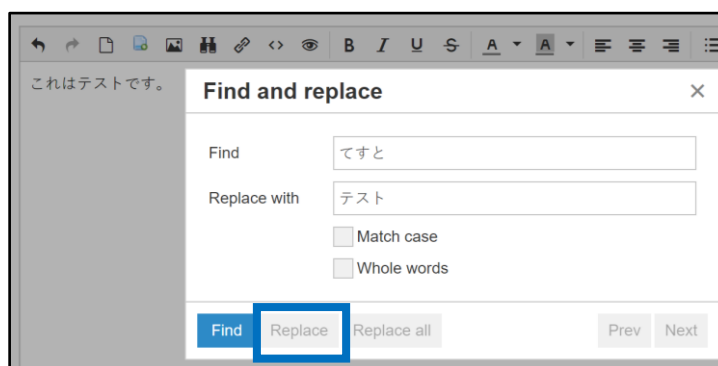 B I U S A A
これはテストです。
Find and replace
Find てすと
Replace with テスト
Match case
Whole words
Find Replace Replace all Prev Next